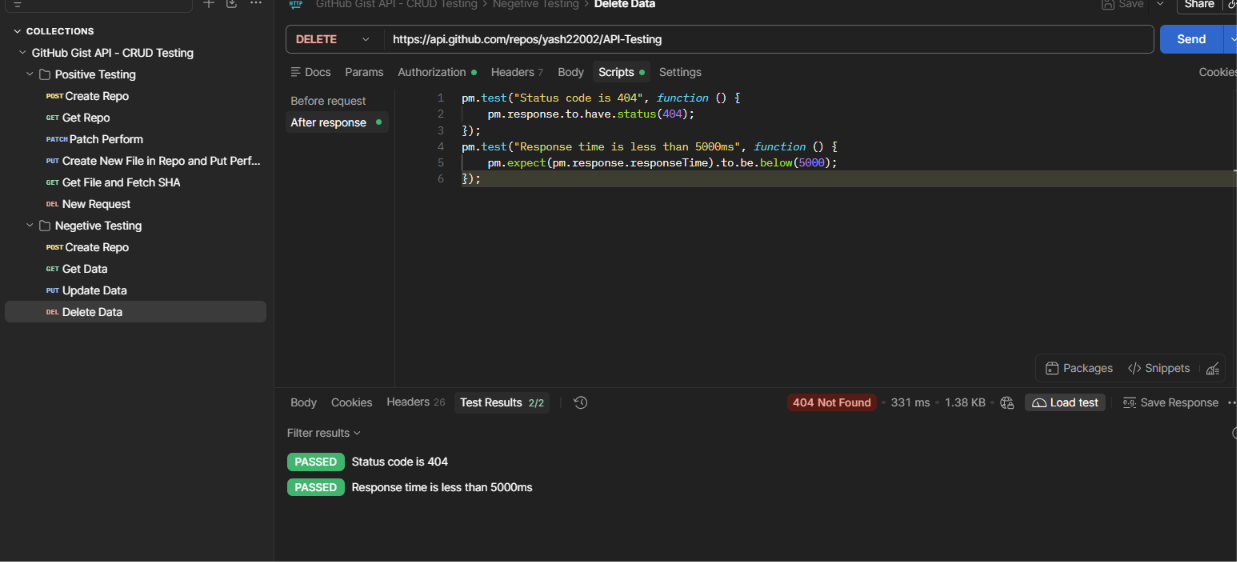 HTTP GitHub Gist API - CRUD Testing > Negetive Testing > Delete Data Save Share
COLLECTIONS
GitHub Gist API - CRUD Testing
Positive Testing
POST Create Repo
GET Get Repo
PATCH Patch Perform
PUT Create New File in Repo and Put Perf...
GET Get File and Fetch SHA
DEL New Request
Negetive Testing
POST Create Repo
GET Get Data
PUT Update Data
DEL Delete Data
DELETE https://api.github.com/repos/yash22002/API-Testing Send
Docs Params Authorization Headers 7 Body Scripts Settings Cookies
Before request
After response
1 pm.test("Status code is 404", function () {
2 pm.response.to.have.status(404);
3 });
4 pm.test("Response time is less than 5000ms", function () {
5 pm.expect(pm.response.responseTime).to.be.below(5000);
6 });
Packages </> Snippets
Body Cookies Headers 26 Test Results 2/2 404 Not Found 331 ms 1.38 KB Load test e.g. Save Response
Filter results
PASSED Status code is 404
PASSED Response time is less than 5000ms